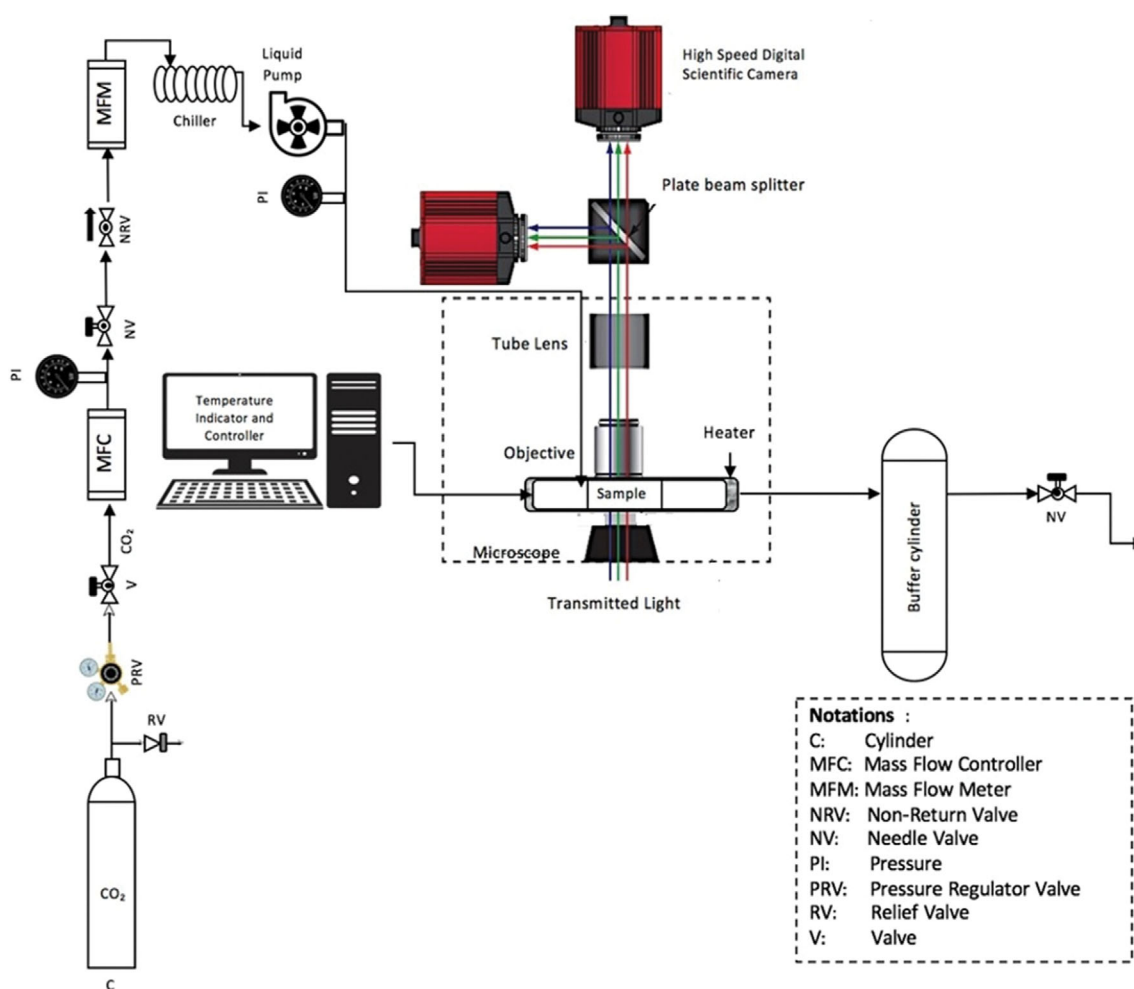 High Speed Digital
Scientific Camera
Liquid
Pump
MFM
Chiller
Plate beam splitter
PI
NRV
NV
Tube Lens
PI
Temperature
Indicator and
Controller
MFC
Objective
Heater
Sample
CO₂
Microscope
Transmitted Light
V
Buffer cylinder
NV
PRV
RV
CO₂
C
Notations :
C: Cylinder
MFC: Mass Flow Controller
MFM: Mass Flow Meter
NRV: Non-Return Valve
NV: Needle Valve
PI: Pressure
PRV: Pressure Regulator Valve
RV: Relief Valve
V: Valve